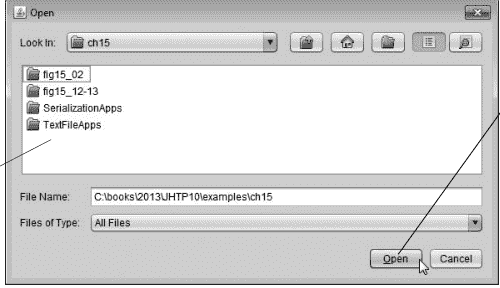 Open
Look In: ch15
fig15_02
fig15_12-13
SerializationApps
TextFileApps
File Name: C:\books\2013\JHTP10\examples\ch15
Files of Type: All Files
Open Cancel